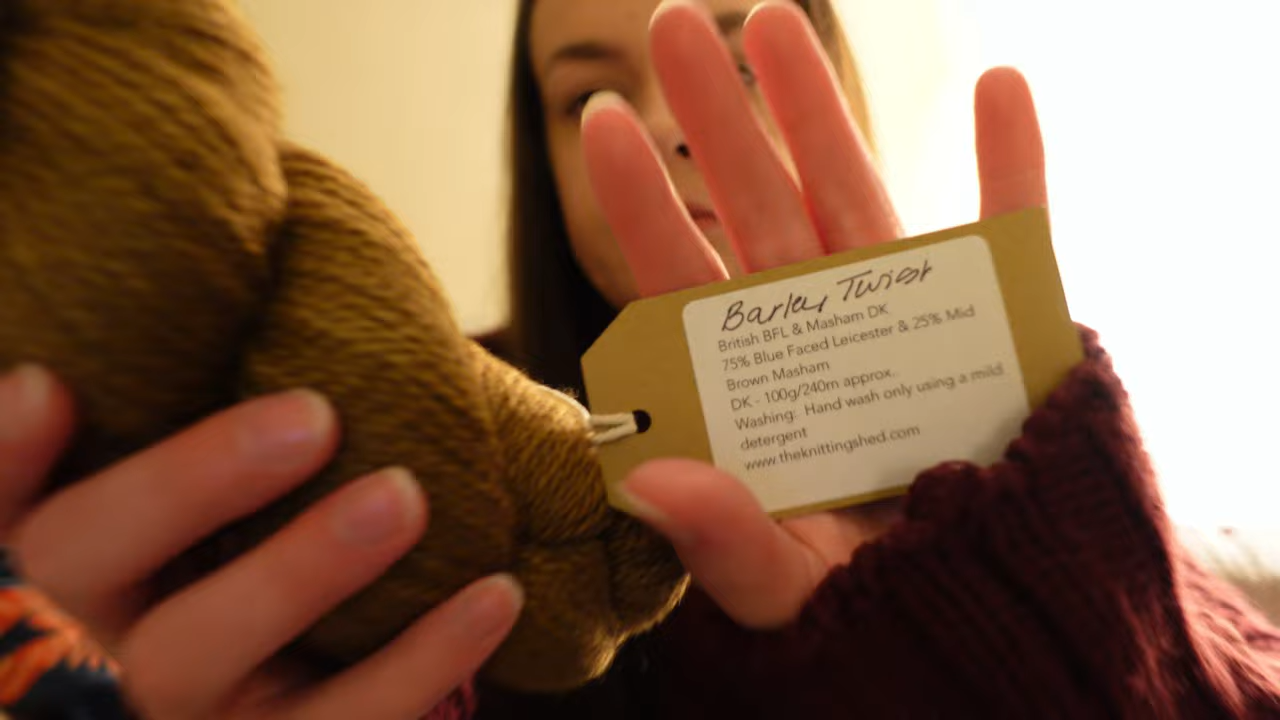 Barley Twist
British BFL & Masham DK
75% Blue Faced Leicester & 25% Mid
Brown Masham
DK - 100g/240m approx.
Washing: Hand wash only using a mild
detergent
www.theknittingshed.com